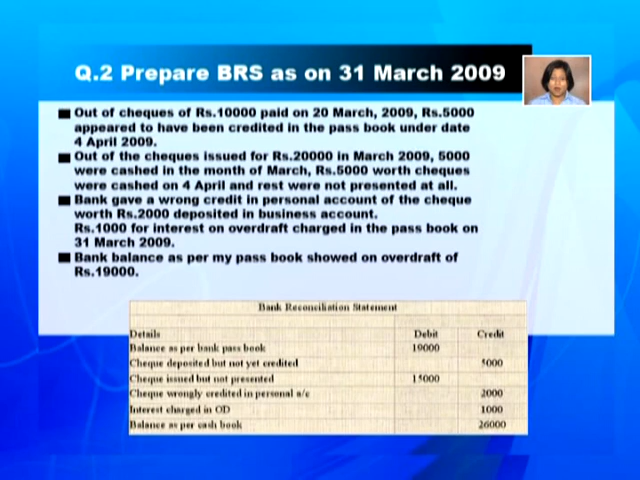 Q.2 Prepare BRS as on 31 March 2009
Out of cheques of Rs.10000 paid on 20 March, 2009, Rs.5000
appeared to have been credited in the pass book under date
4 April 2009.
Out of the cheques issued for Rs.20000 in March 2009, 5000
were cashed in the month of March, Rs.5000 worth cheques
were cashed on 4 April and rest were not presented at all.
Bank gave a wrong credit in personal account of the cheque
worth Rs.2000 deposited in business account.
Rs.1000 for interest on overdraft charged in the pass book on
31 March 2009.
Bank balance as per my pass book showed on overdraft of
Rs.19000.
Bank Reconciliation Statement
Details Debit Credit
Balance as per bank pass book 19000
Cheque deposited but not yet credited 5000
Cheque issued but not presented 15000
Cheque wrongly credited in personal a/c 2000
Interest charged in OD 1000
Balance as per cash book 26000